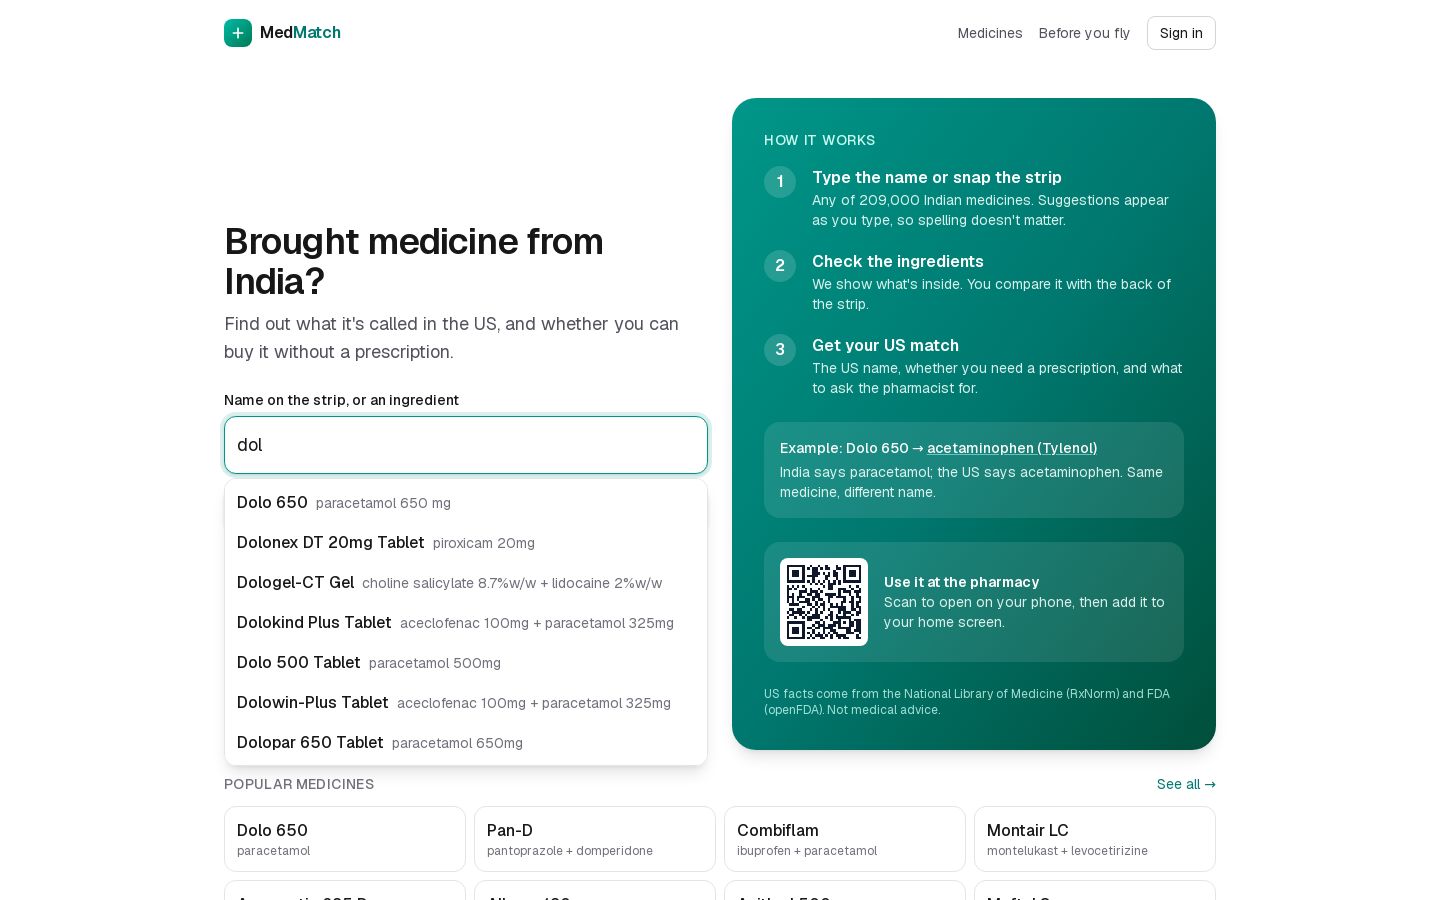 MedMatch
Medicines
Before you fly
Sign in
Brought medicine from
India?
Find out what it's called in the US, and whether you can
buy it without a prescription.
Name on the strip, or an ingredient
dol
Dolo 650 paracetamol 650 mg
Dolonex DT 20mg Tablet piroxicam 20mg
Dologel-CT Gel choline salicylate 8.7%w/w + lidocaine 2%w/w
Dolokind Plus Tablet aceclofenac 100mg + paracetamol 325mg
Dolo 500 Tablet paracetamol 500mg
Dolowin-Plus Tablet aceclofenac 100mg + paracetamol 325mg
Dolopar 650 Tablet paracetamol 650mg
HOW IT WORKS
1
Type the name or snap the strip
Any of 209,000 Indian medicines. Suggestions appear
as you type, so spelling doesn't matter.
2
Check the ingredients
We show what's inside. You compare it with the back of
the strip.
3
Get your US match
The US name, whether you need a prescription, and what
to ask the pharmacist for.
Example: Dolo 650 → acetaminophen (Tylenol)
India says paracetamol; the US says acetaminophen. Same
medicine, different name.
Use it at the pharmacy
Scan to open on your phone, then add it to
your home screen.
US facts come from the National Library of Medicine (RxNorm) and FDA
(openFDA). Not medical advice.
POPULAR MEDICINES
See all →
Dolo 650
paracetamol
Pan-D
pantoprazole + domperidone
Combiflam
ibuprofen + paracetamol
Montair LC
montelukast + levocetirizine